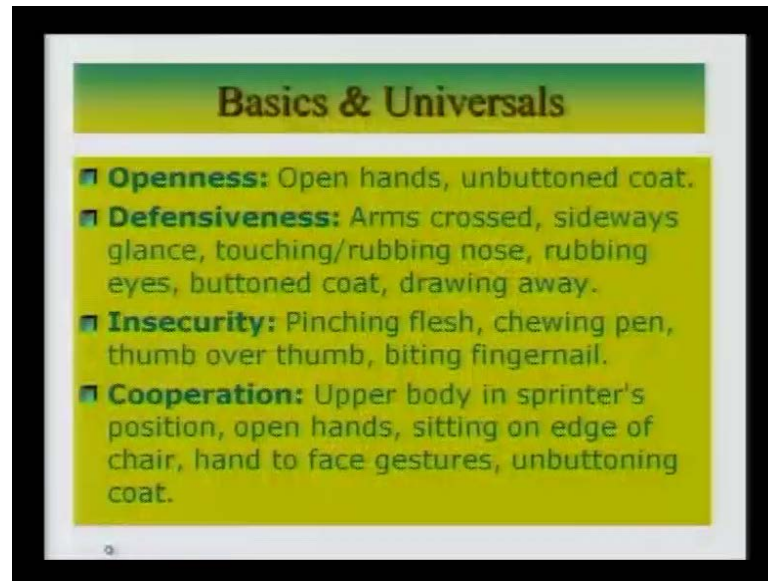 Basics & Universals
Openness: Open hands, unbuttoned coat.
Defensiveness: Arms crossed, sideways
glance, touching/rubbing nose, rubbing
eyes, buttoned coat, drawing away.
Insecurity: Pinching flesh, chewing pen,
thumb over thumb, biting fingernail.
Cooperation: Upper body in sprinter's
position, open hands, sitting on edge of
chair, hand to face gestures, unbuttoning
coat.